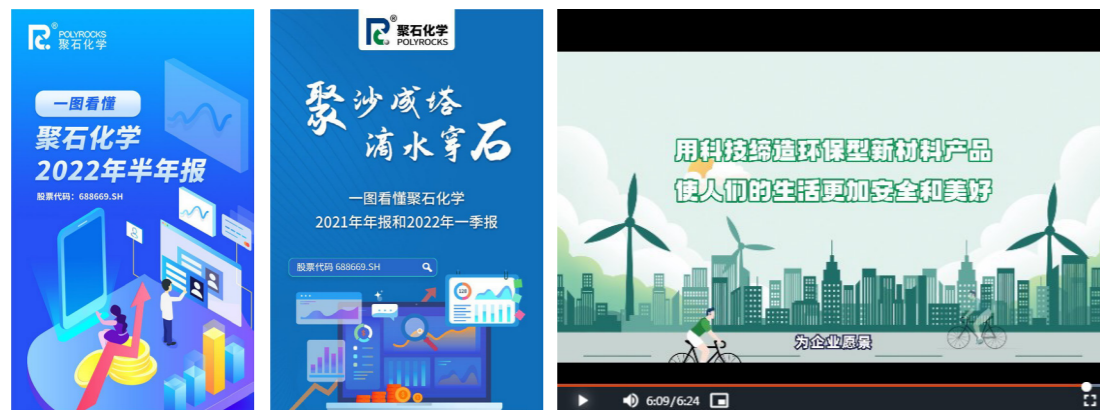 POLYROCKS
聚石化学
一图看懂
聚石化学
2022年半年报
股票代码：688669.SH
聚石化学
POLYROCKS
聚沙成塔
滴水穿石
一图看懂聚石化学
2021年年报和2022年一季报
股票代码 688669.SH
用科技缔造环保型新材料产品
使人们的生活更加安全和美好
为企业愿景
6:09/6:24